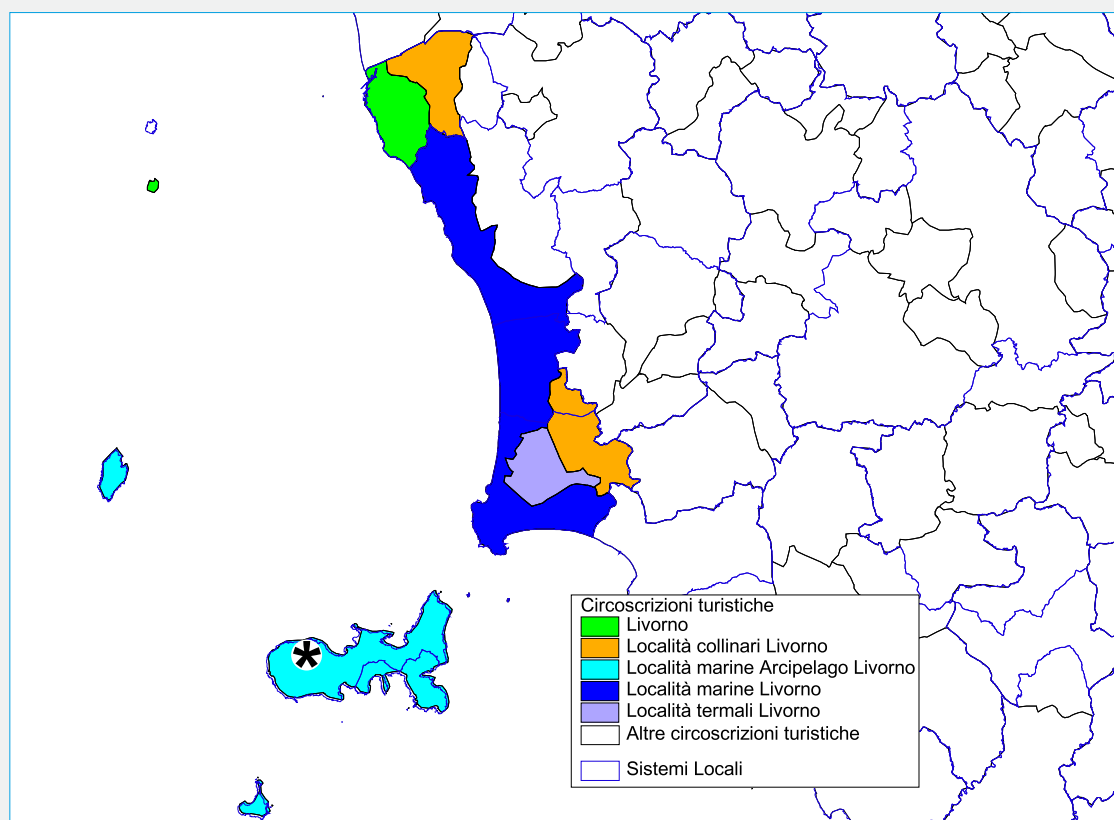 Circoscrizioni turistiche
Livorno
Località collinari Livorno
Località marine Arcipelago Livorno
Località marine Livorno
Località termali Livorno
Altre circoscrizioni turistiche
Sistemi Locali